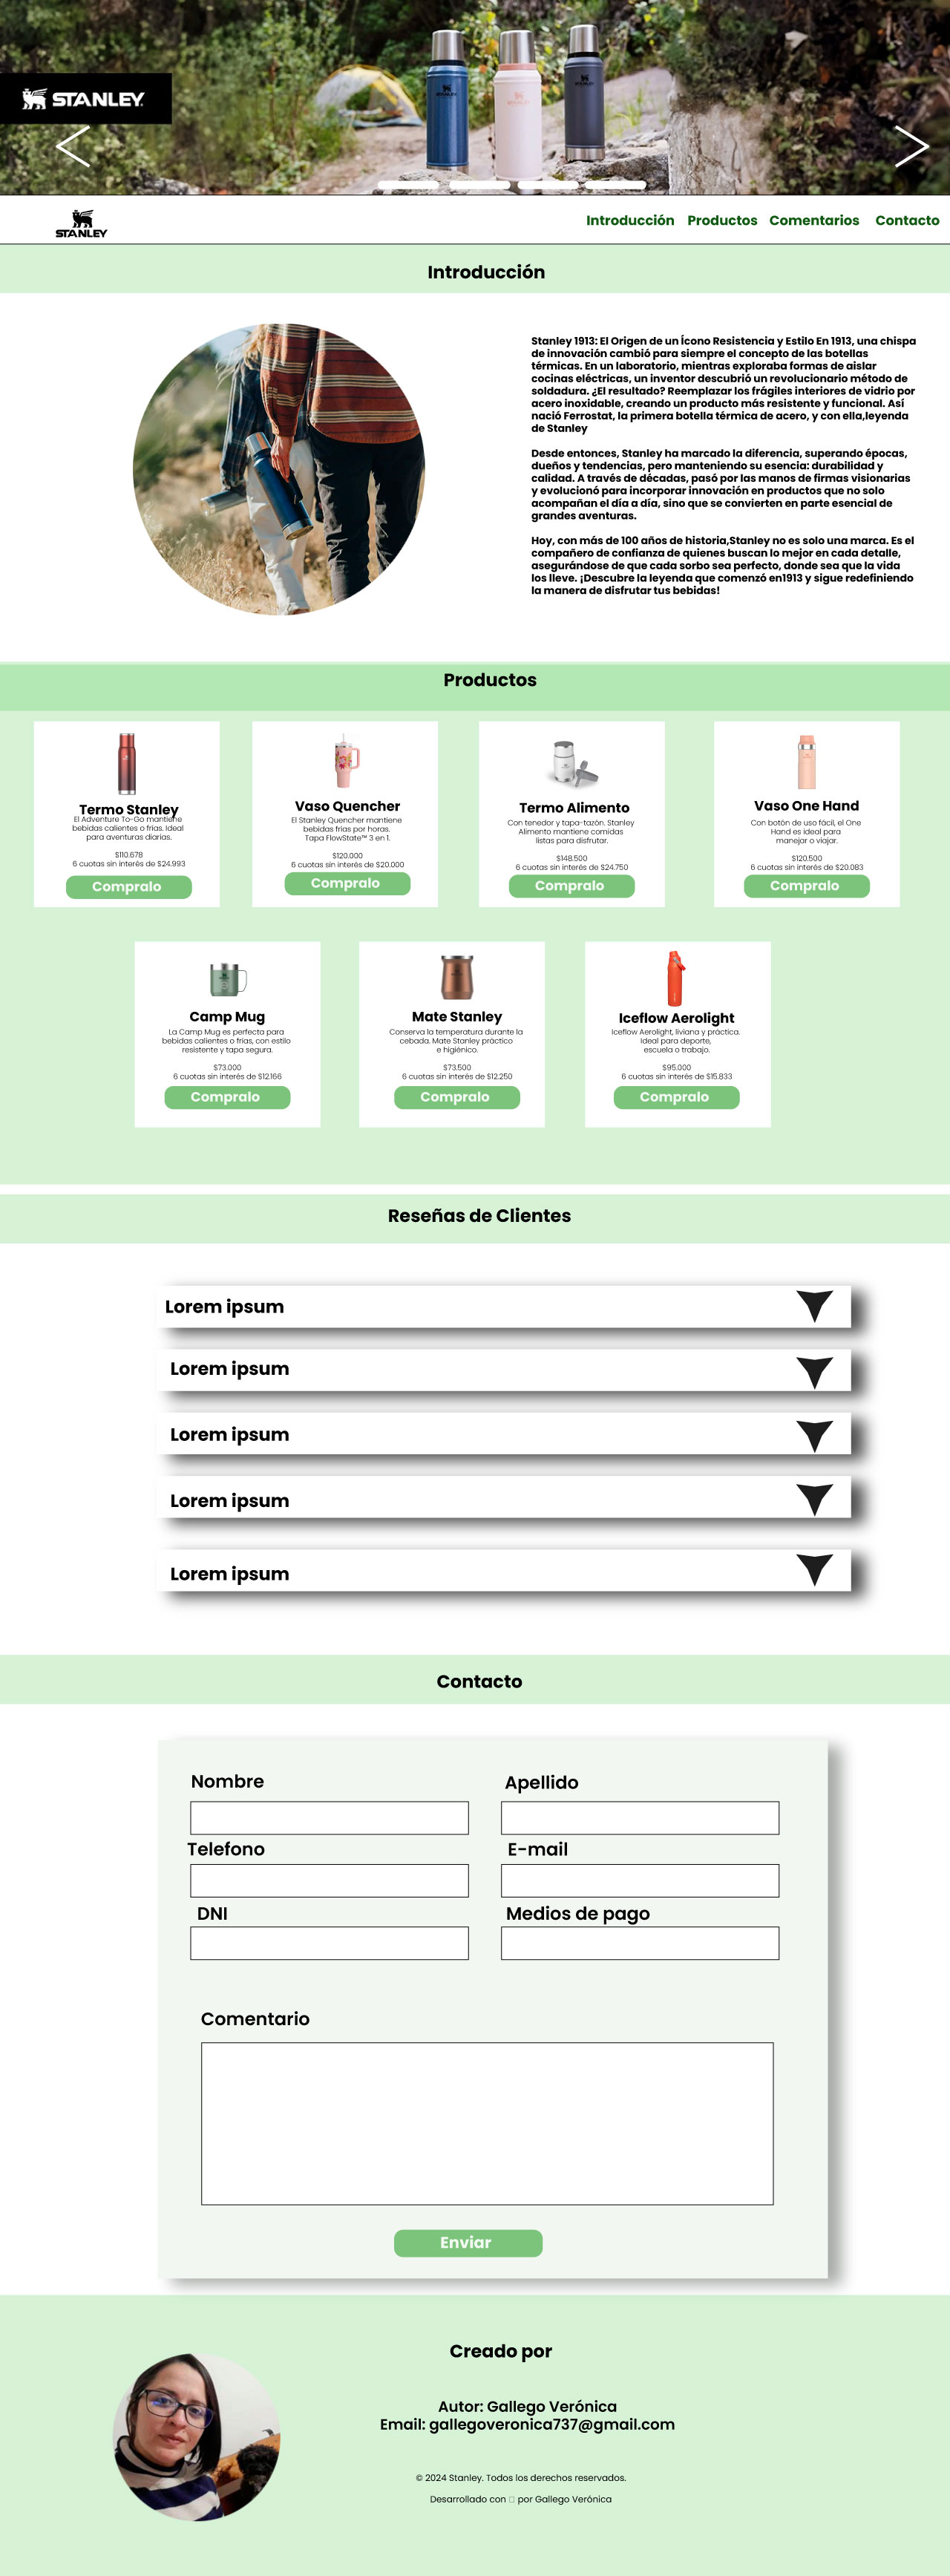 STANLEY
STANLEY
Introducción Productos Comentarios Contacto
Introducción
Stanley 1913: El Origen de un Ícono Resistencia y Estilo En 1913, una chispa
de innovación cambió para siempre el concepto de las botellas
térmicas. En un laboratorio, mientras exploraba formas de aislar
cocinas eléctricas, un inventor descubrió un revolucionario método de
soldadura. ¿El resultado? Reemplazar los frágiles interiores de vidrio por
acero inoxidable, creando un producto más resistente y funcional. Así
nació Ferrostat, la primera botella térmica de acero, y con ella,leyenda
de Stanley
Desde entonces, Stanley ha marcado la diferencia, superando épocas,
dueños y tendencias, pero manteniendo su esencia: durabilidad y
calidad. A través de décadas, pasó por las manos de firmas visionarias
y evolucionó para incorporar innovación en productos que no solo
acompañan el día a día, sino que se convierten en parte esencial de
grandes aventuras.
Hoy, con más de 100 años de historia,Stanley no es solo una marca. Es el
compañero de confianza de quienes buscan lo mejor en cada detalle,
asegurándose de que cada sorbo sea perfecto, donde sea que la vida
los lleve. ¡Descubre la leyenda que comenzó en1913 y sigue redefiniendo
la manera de disfrutar tus bebidas!
Productos
Termo Stanley
El Adventure To-Go mantiene
bebidas calientes o frías. Ideal
para aventuras diarias.
$110.678
6 cuotas sin interés de $24.993
Compralo
Vaso Quencher
El Stanley Quencher mantiene
bebidas frías por horas.
Tapa FlowState™ 3 en 1.
$120.000
6 cuotas sin interés de $20.000
Compralo
Termo Alimento
Con tenedor y tapa-tazón. Stanley
Alimento mantiene comidas
listas para disfrutar.
$148.500
6 cuotas sin interés de $24.750
Compralo
Vaso One Hand
Con botón de uso fácil, el One
Hand es ideal para
manejar o viajar.
$120.500
6 cuotas sin interés de $20.083
Compralo
Camp Mug
La Camp Mug es perfecta para
bebidas calientes o frías, con estilo
resistente y tapa segura.
$73.000
6 cuotas sin interés de $12.166
Compralo
Mate Stanley
Conserva la temperatura durante la
cebada. Mate Stanley práctico
e higiénico.
$73.500
6 cuotas sin interés de $12.250
Compralo
Iceflow Aerolight
Iceflow Aerolight, liviana y práctica.
Ideal para deporte,
escuela o trabajo.
$95.000
6 cuotas sin interés de $15.833
Compralo
Reseñas de Clientes
Lorem ipsum
Lorem ipsum
Lorem ipsum
Lorem ipsum
Lorem ipsum
Contacto
Nombre Apellido
Telefono E-mail
DNI Medios de pago
Comentario
Enviar
Creado por
Autor: Gallego Verónica
Email: gallegoveronica737@gmail.com
© 2024 Stanley. Todos los derechos reservados.
Desarrollado con □ por Gallego Verónica